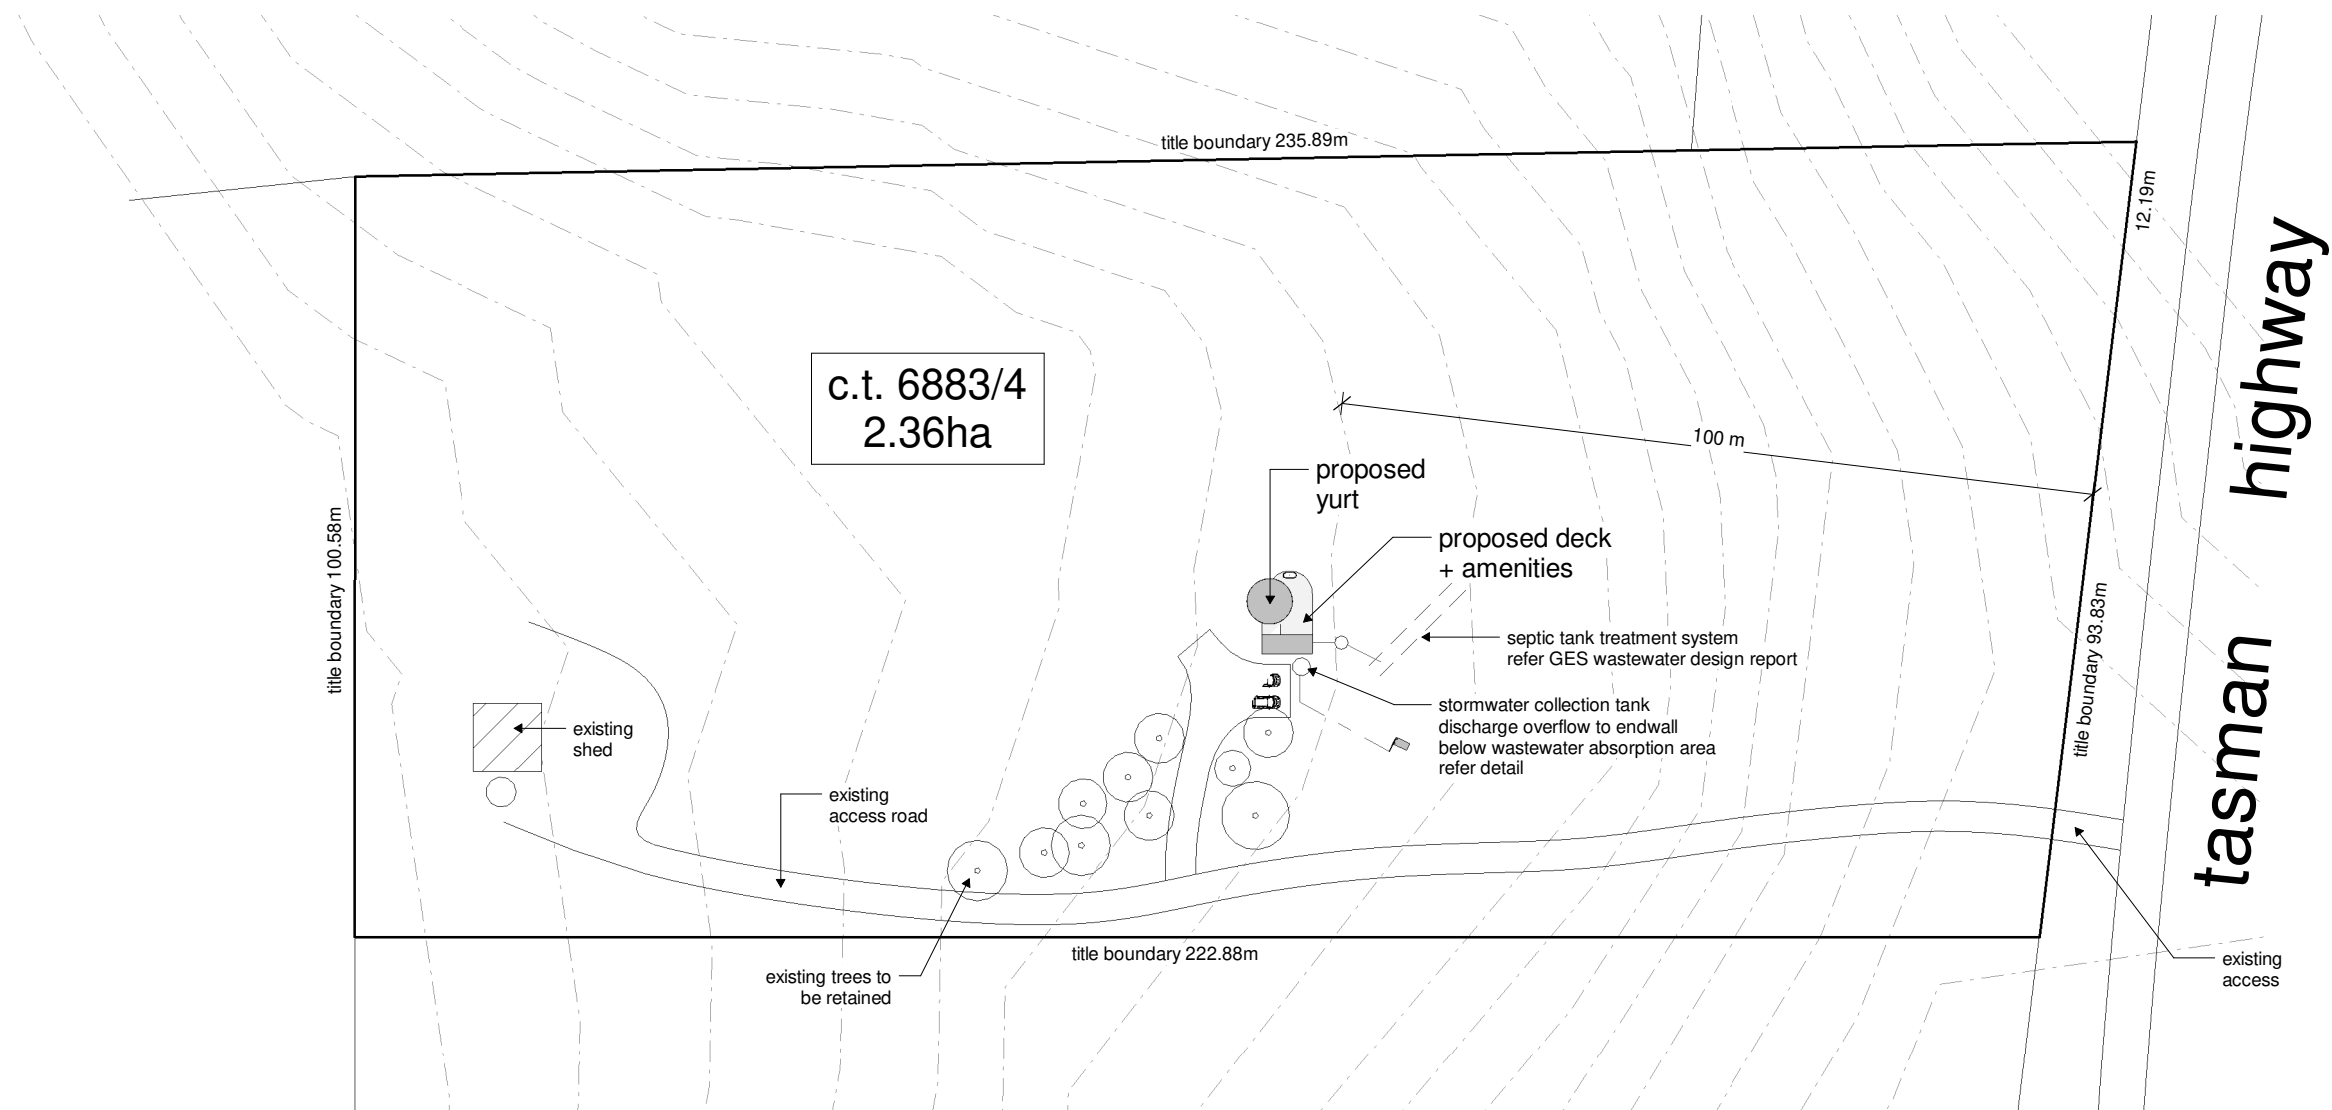 title boundary 235.89m
12.19m
c.t. 6883/4
2.36ha
100 m
proposed
yurt
proposed deck
+ amenities
septic tank treatment system
refer GES wastewater design report
stormwater collection tank
discharge overflow to endwall
below wastewater absorption area
refer detail
title boundary 100.58m
existing
shed
existing
access road
title boundary 93.83m
tasman highway
title boundary 222.88m
existing trees to
be retained
existing
access